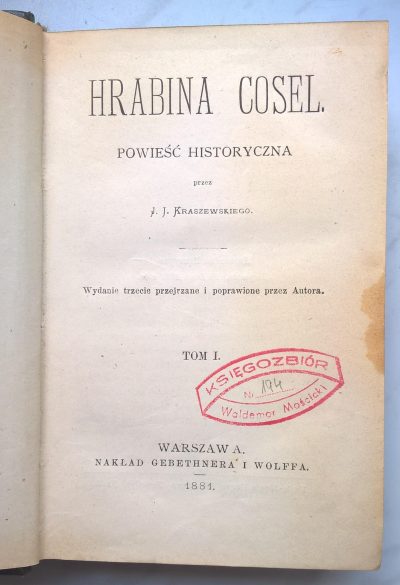 HRABINA COSEL.
POWIEŚĆ HISTORYCZNA
przez
J. J. KRASZEWSKIEGO.
Wydanie trzecie przejrzane i poprawione przez Autora.
TOM I.
KSIĘGOZBIÓR
Nr 194
Waldemar Mościcki
WARSZAWA.
NAKŁAD GEBETHNERA I WOLFFA.
1881.